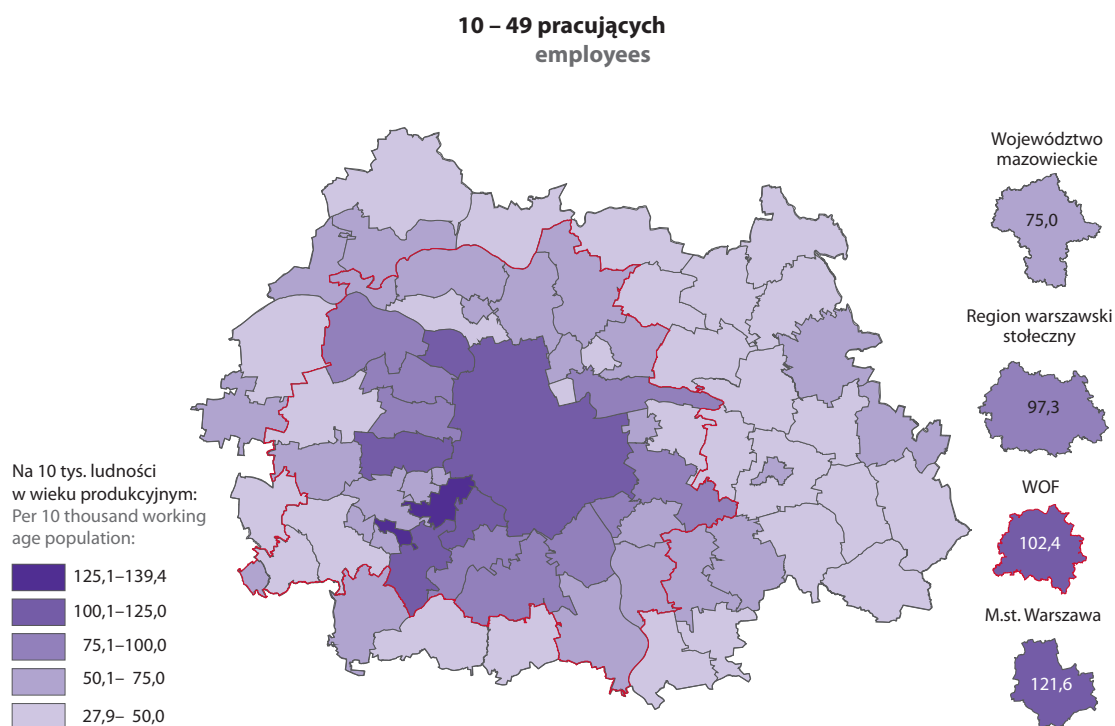 10 – 49 pracujących
employees
Województwo
mazowieckie
75,0
Region warszawski
stołeczny
97,3
WOF
102,4
M.st. Warszawa
121,6
Na 10 tys. ludności
w wieku produkcyjnym:
Per 10 thousand working
age population:
125,1–139,4
100,1–125,0
75,1–100,0
50,1– 75,0
27,9– 50,0